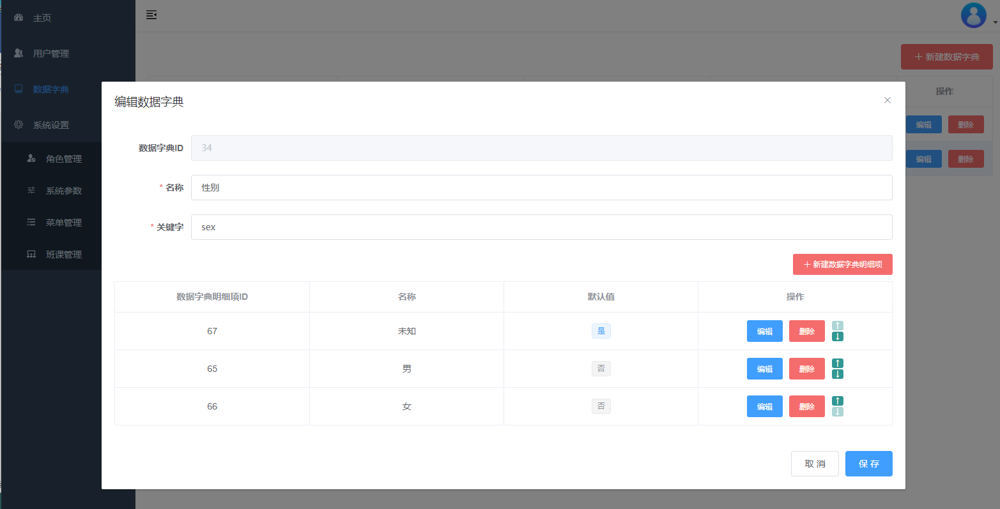 主页
用户管理
数据字典
系统设置
角色管理
系统参数
菜单管理
班课管理
新建数据字典
操作
编辑 删除
编辑 删除
编辑数据字典
数据字典ID 34
* 名称 性别
* 关键字 sex
新建数据字典明细项
数据字典明细项ID 名称 默认值 操作
67 未知 是 编辑 删除
65 男 否 编辑 删除
66 女 否 编辑 删除
取 消 保 存